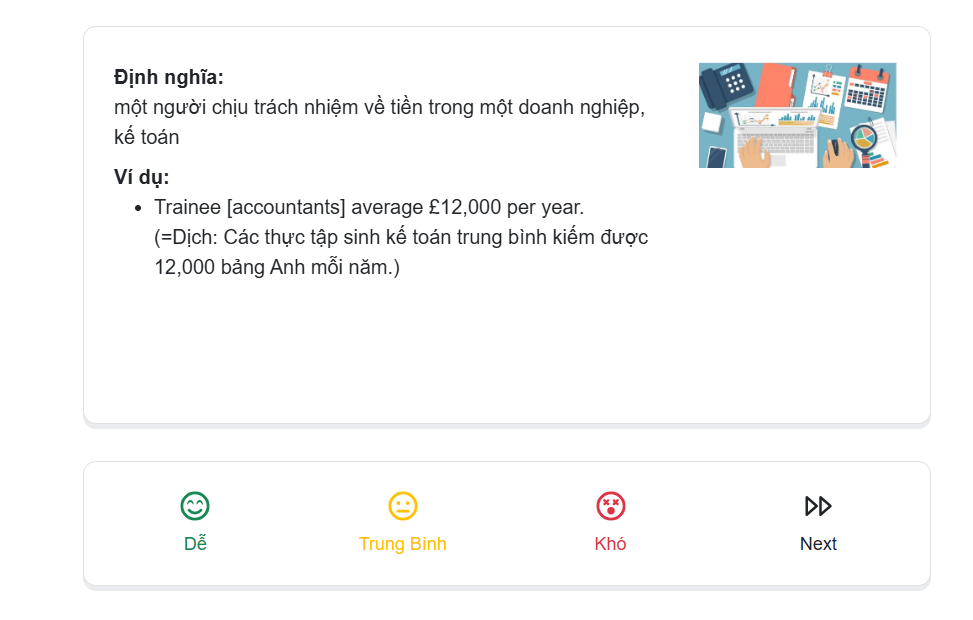 Định nghĩa:
một người chịu trách nhiệm về tiền trong một doanh nghiệp,
kế toán
Ví dụ:
Trainee [accountants] average £12,000 per year.
(=Dịch: Các thực tập sinh kế toán trung bình kiếm được
12,000 bảng Anh mỗi năm.)
Dễ
Trung Bình
Khó
Next